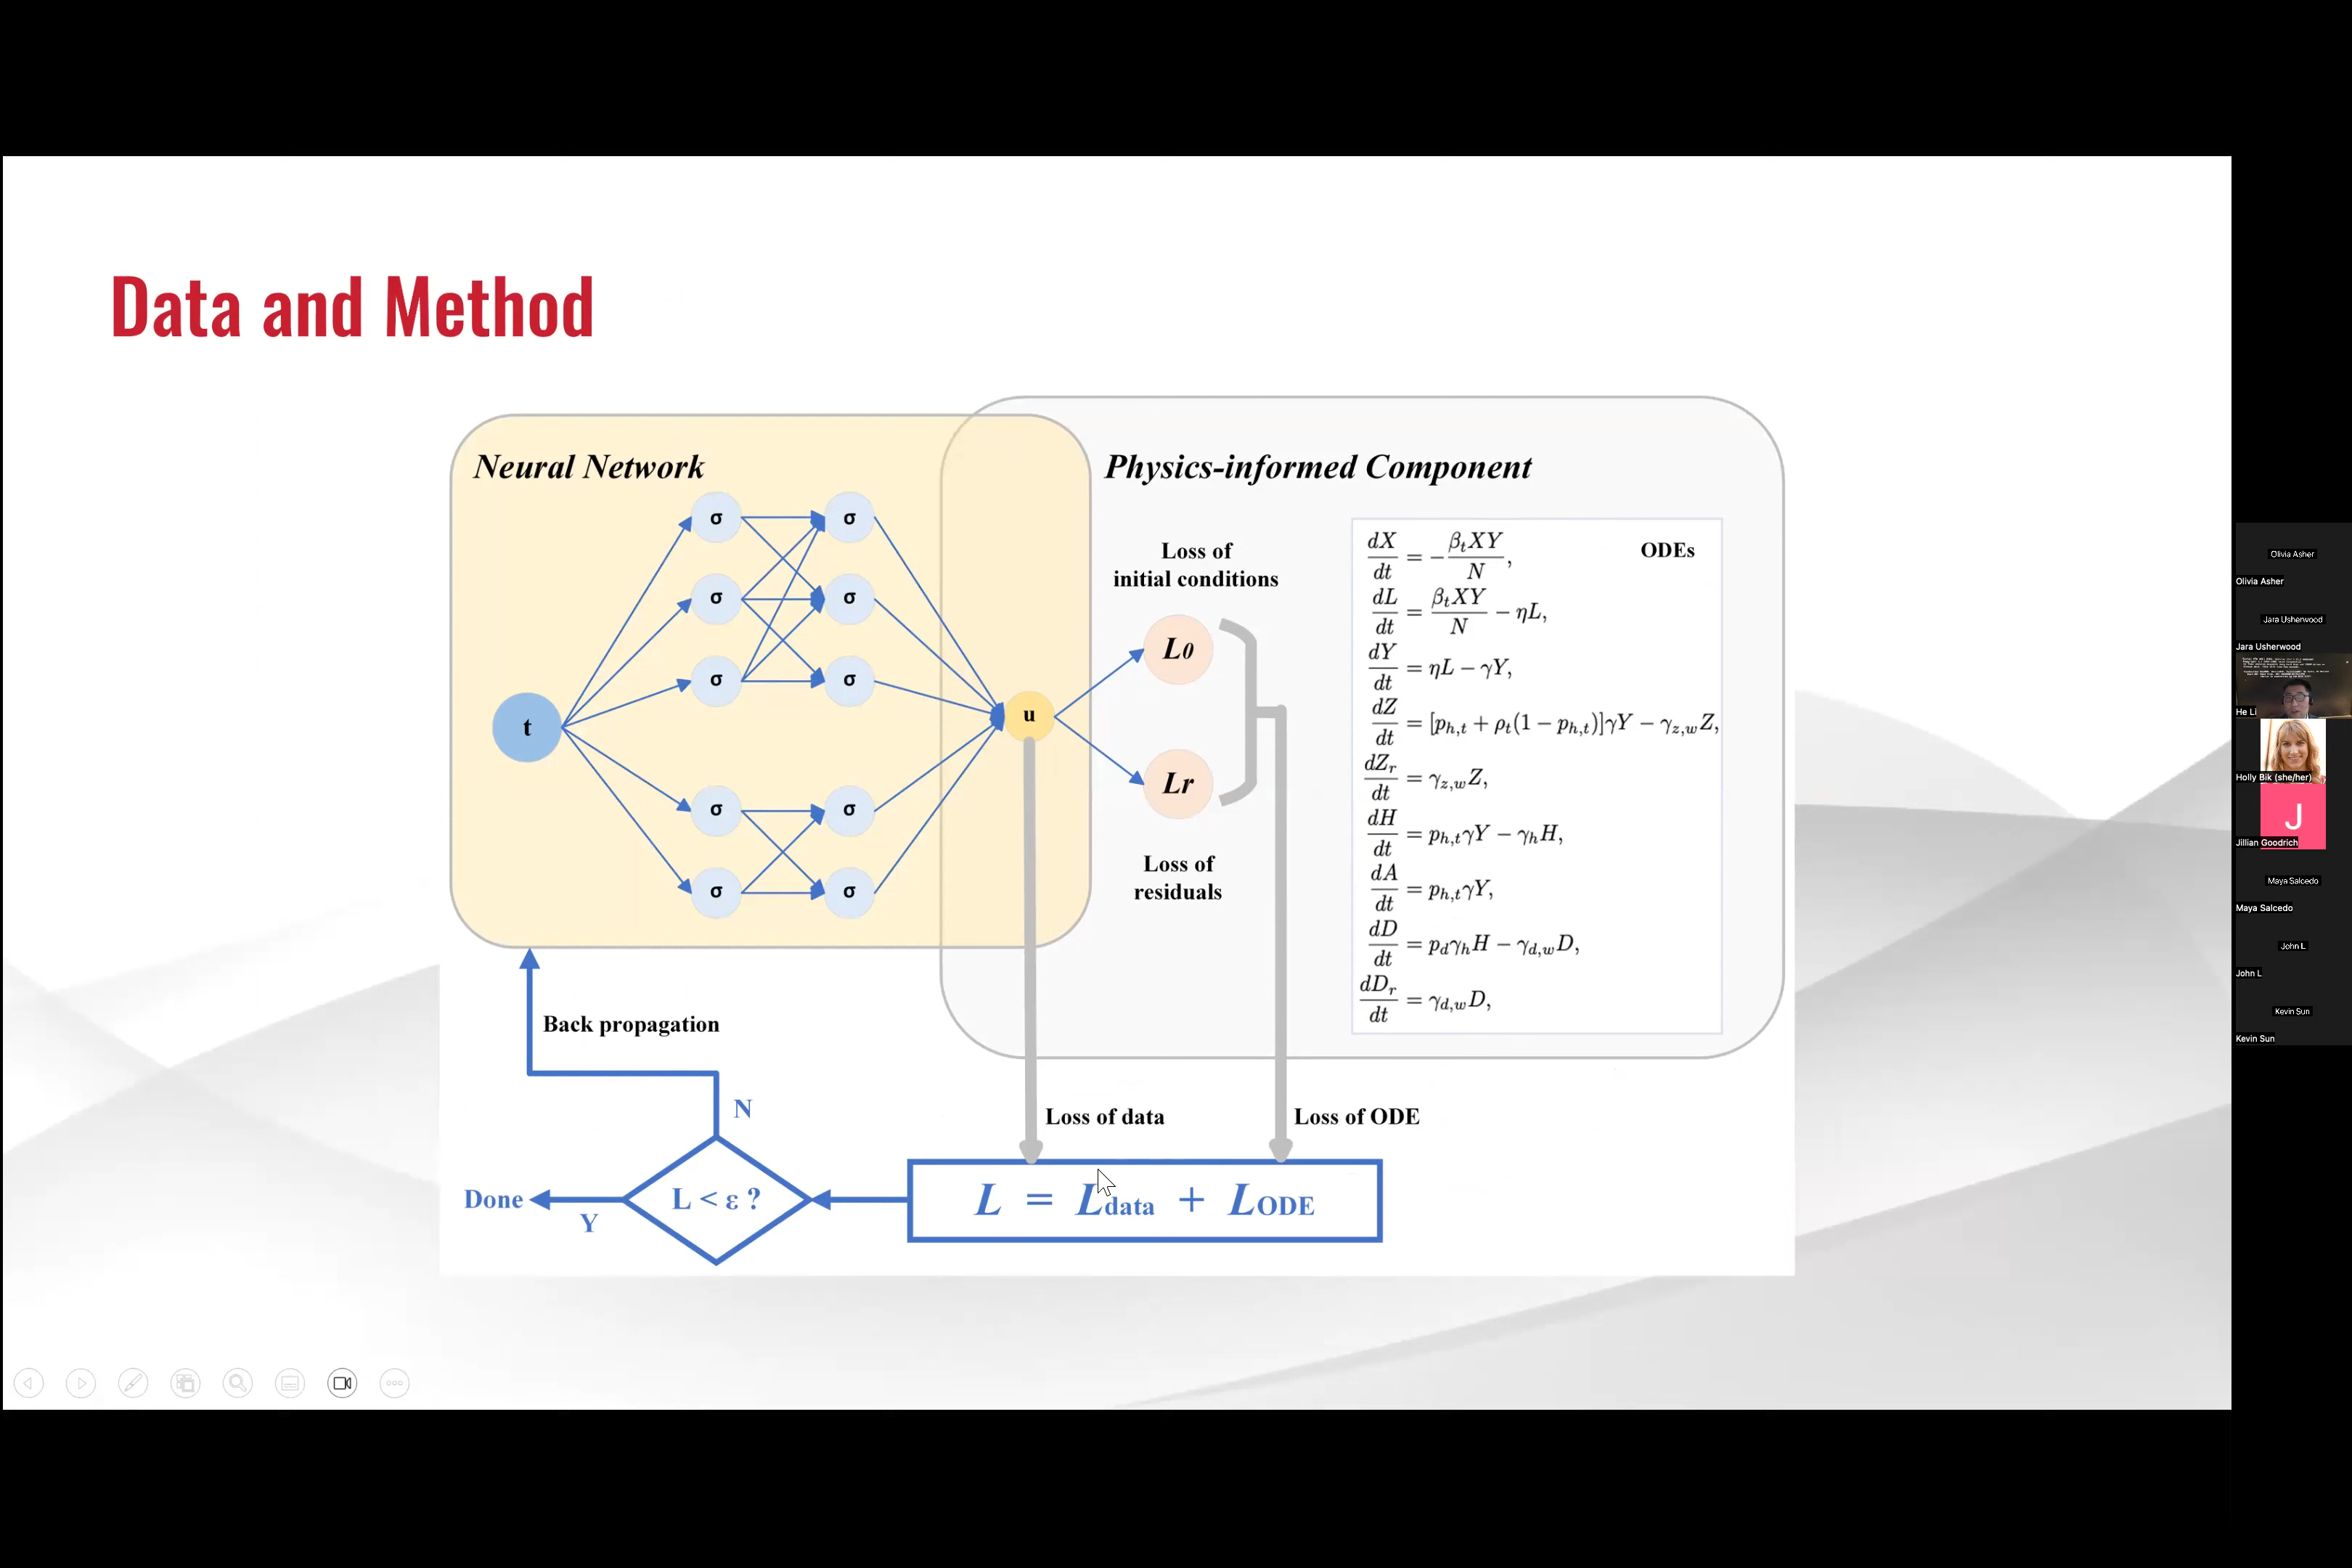 Data and Method
Neural Network
Physics-informed Component
σ σ
σ σ
σ σ
σ σ
σ σ
t
u
Loss of
initial conditions
L0
Lr
Loss of
residuals
ODEs
dX/dt = −β_t XY/N,
dL/dt = β_t XY/N − ηL,
dY/dt = ηL − γY,
dZ/dt = [p_{h,t} + ρ_t(1 − p_{h,t})]γY − γ_{z,w}Z,
dZ_r/dt = γ_{z,w}Z,
dH/dt = p_{h,t}γY − γ_h H,
dA/dt = p_{h,t}γY,
dD/dt = p_d γ_h H − γ_{d,w}D,
dD_r/dt = γ_{d,w}D,
Back propagation
N
Loss of data
Loss of ODE
Done
Y
L < ε ?
L = Ldata + LODE
Olivia Asher
Olivia Asher
Jara Usherwood
Jara Usherwood
He Li
Holly Bik (she/her)
J
Jillian Goodrich
Maya Salcedo
Maya Salcedo
John L
John L
Kevin Sun
Kevin Sun